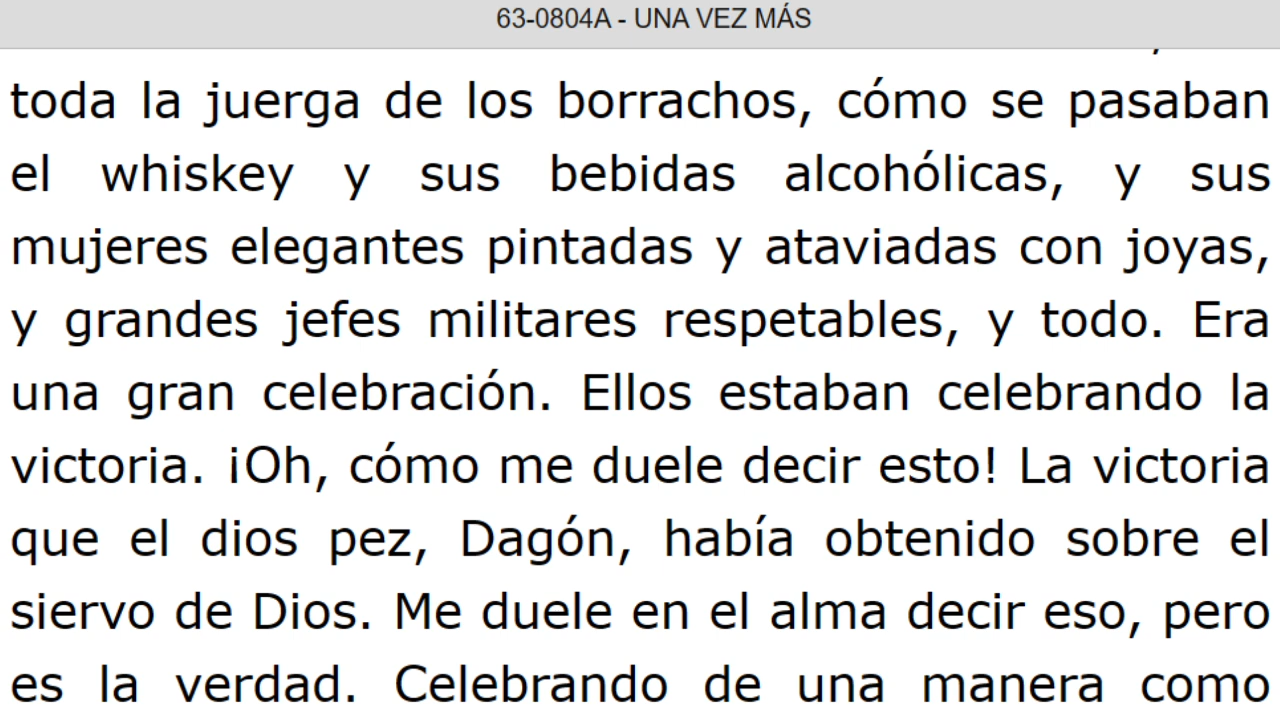 63-0804A - UNA VEZ MÁS
toda la juerga de los borrachos, cómo se pasaban
el whiskey y sus bebidas alcohólicas, y sus
mujeres elegantes pintadas y ataviadas con joyas,
y grandes jefes militares respetables, y todo. Era
una gran celebración. Ellos estaban celebrando la
victoria. ¡Oh, cómo me duele decir esto! La victoria
que el dios pez, Dagón, había obtenido sobre el
siervo de Dios. Me duele en el alma decir eso, pero
es la verdad. Celebrando de una manera como